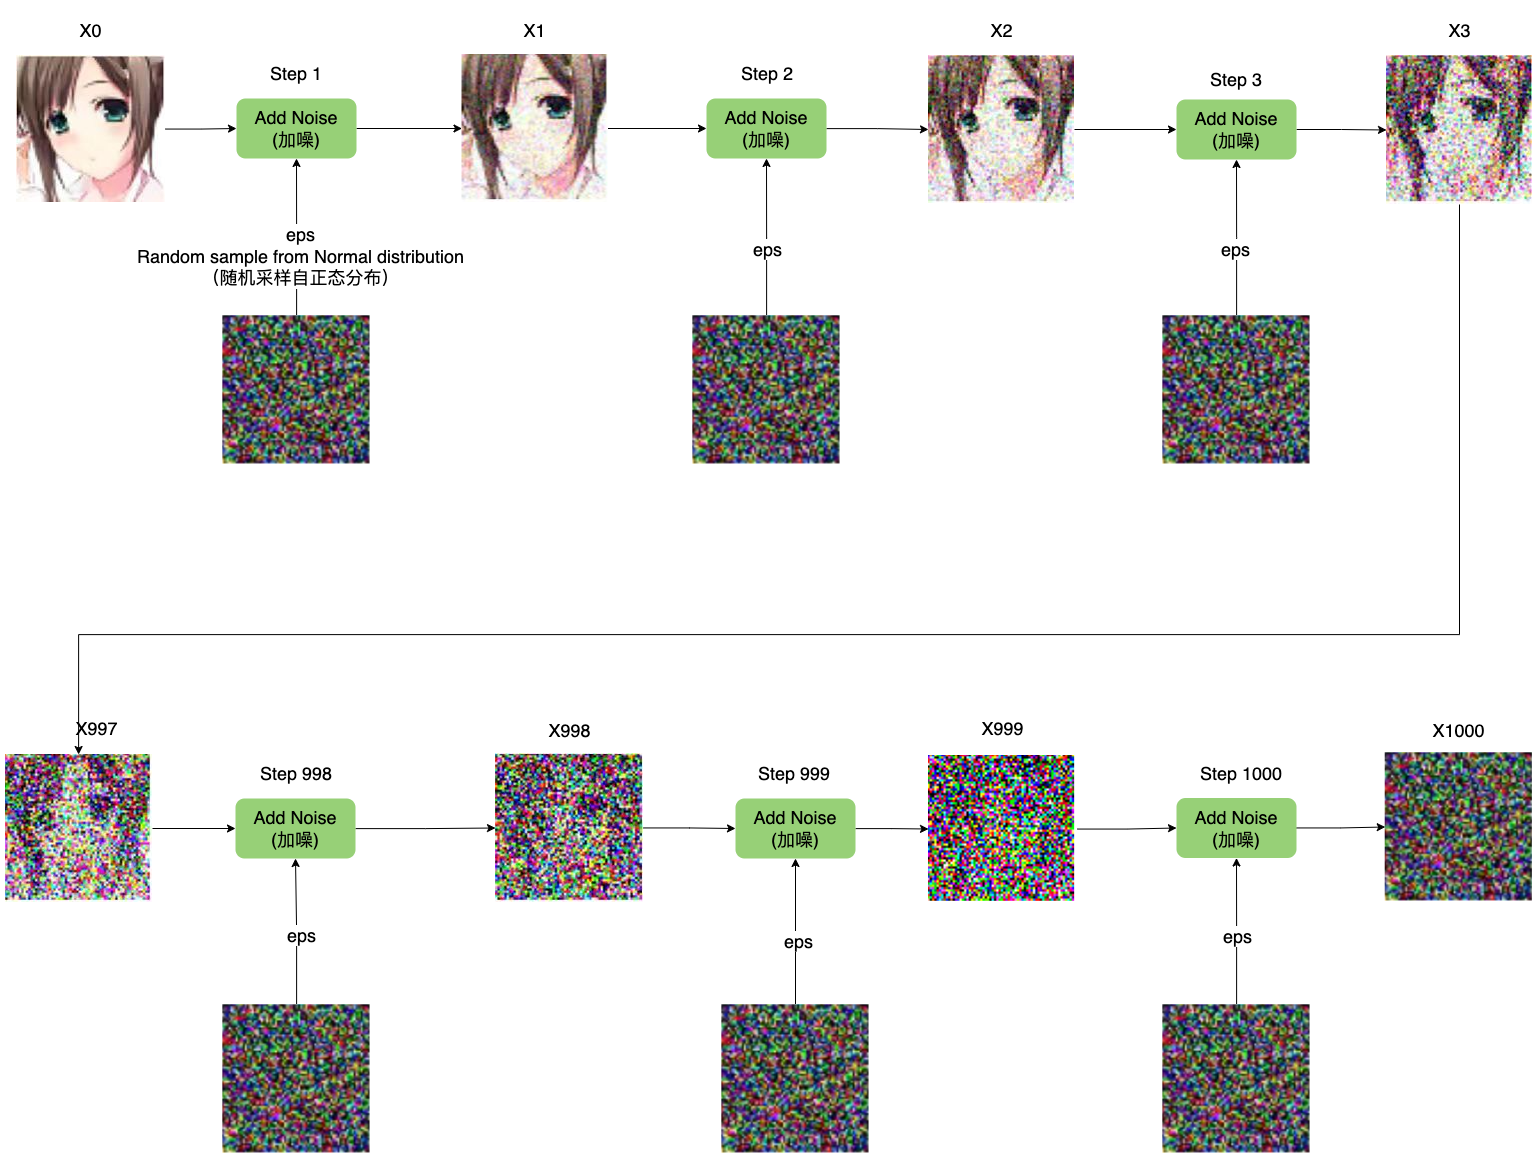 X0
X1
X2
X3
Step 1
Step 2
Step 3
Add Noise
(加噪)
Add Noise
(加噪)
Add Noise
(加噪)
eps
Random sample from Normal distribution
（随机采样自正态分布）
eps
eps
X997
X998
X999
X1000
Step 998
Step 999
Step 1000
Add Noise
(加噪)
Add Noise
(加噪)
Add Noise
(加噪)
eps
eps
eps